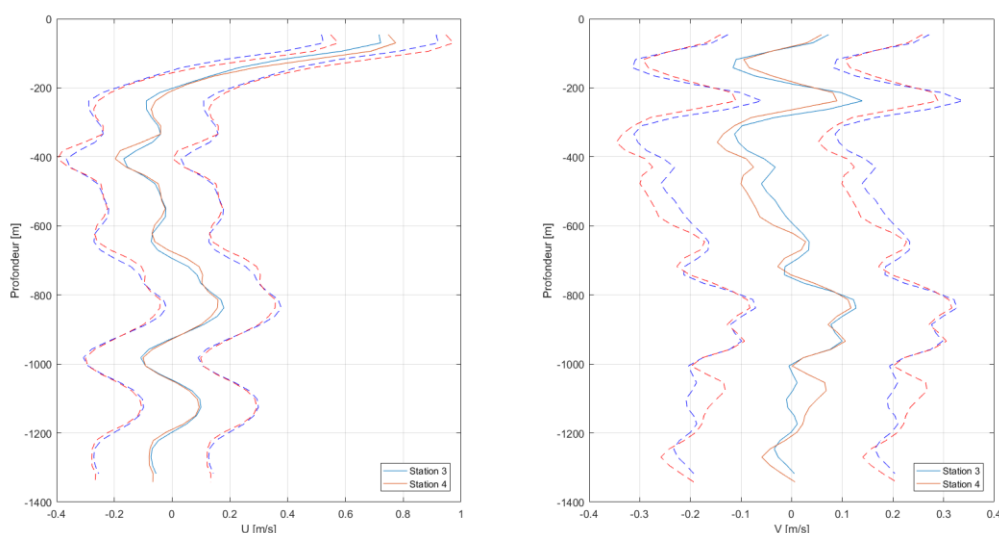 0
-200
-400
-600
-800
-1000
-1200
-1400
Profondeur [m]
-0.4 -0.2 0 0.2 0.4 0.6 0.8 1
U [m/s]
Station 3
Station 4
0
-200
-400
-600
-800
-1000
-1200
-1400
Profondeur [m]
-0.4 -0.3 -0.2 -0.1 0 0.1 0.2 0.3 0.4
V [m/s]
Station 3
Station 4